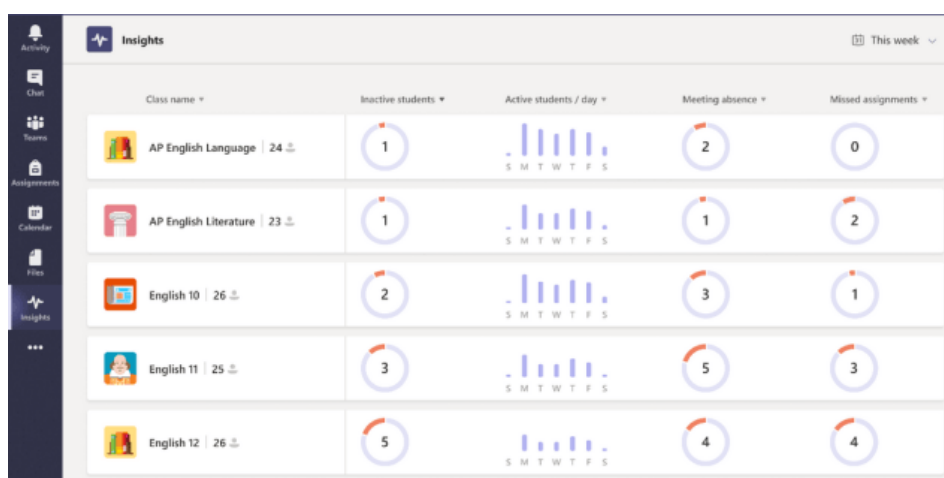 Activity
Chat
Teams
Assignments
Calendar
Files
Insights
Insights
This week
Class name
Inactive students
Active students / day
Meeting absence
Missed assignments
AP English Language | 24
1
S M T W T F S
2
0
AP English Literature | 23
1
S M T W T F S
1
2
English 10 | 26
2
S M T W T F S
3
1
English 11 | 25
3
S M T W T F S
5
3
English 12 | 26
5
S M T W T F S
4
4